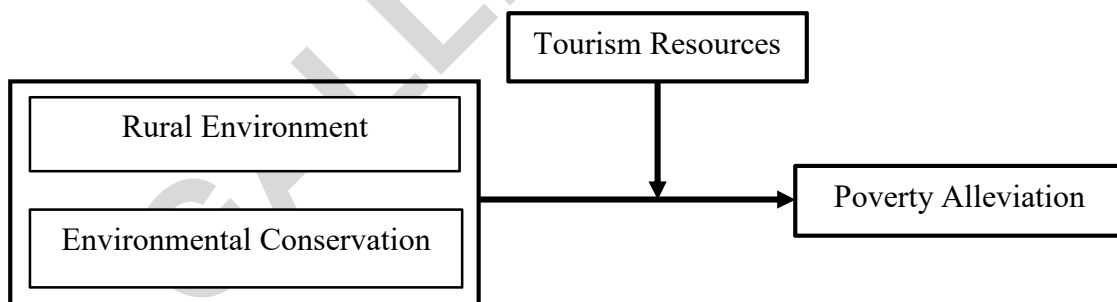 Tourism Resources
Rural Environment
Poverty Alleviation
Environmental Conservation